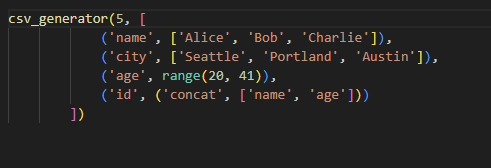 csv_generator(5, [
('name', ['Alice', 'Bob', 'Charlie']),
('city', ['Seattle', 'Portland', 'Austin']),
('age', range(20, 41)),
('id', ('concat', ['name', 'age']))
])